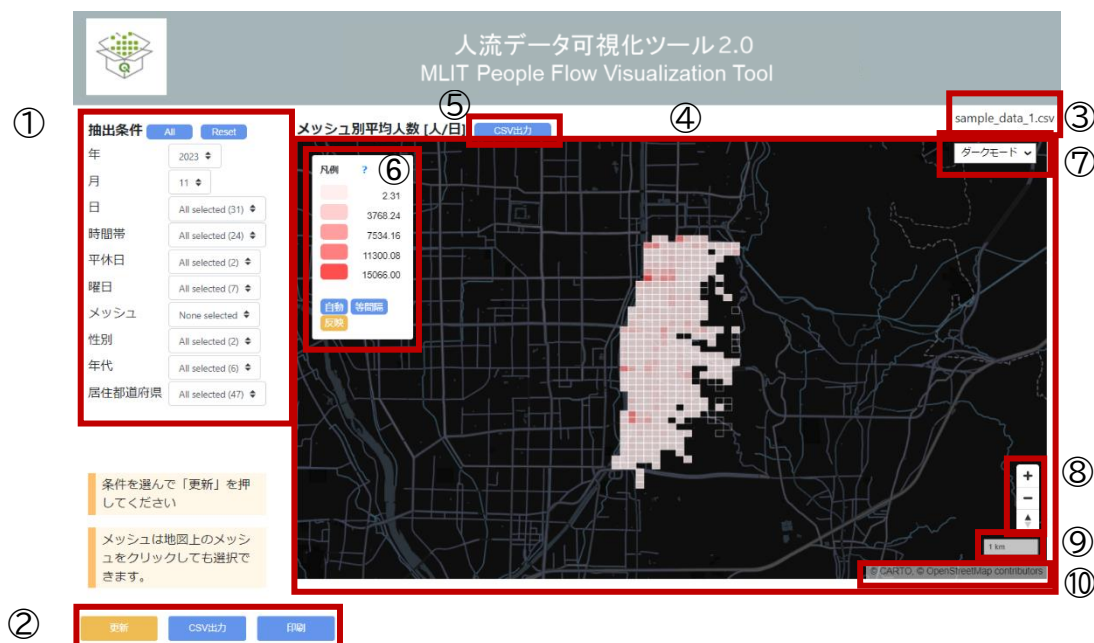 人流データ可視化ツール2.0
MLIT People Flow Visualization Tool
①
抽出条件 All Reset
年 2023
月 11
日 All selected (31)
時間帯 All selected (24)
平休日 All selected (2)
曜日 All selected (7)
メッシュ None selected
性別 All selected (2)
年代 All selected (6)
居住都道府県 All selected (47)
条件を選んで「更新」を押
してください
メッシュは地図上のメッシ
ュをクリックしても選択で
きます。
②
更新 CSV出力 印刷
⑤
メッシュ別平均人数 [人/日] CSV出力
④
sample_data_1.csv ③
ダークモード ⑦
凡例 ? ⑥
2.31
3768.24
7534.16
11300.08
15066.00
自動 等間隔
反映
⑧
+
−
1 km ⑨
© CARTO, © OpenStreetMap contributors ⑩
Q